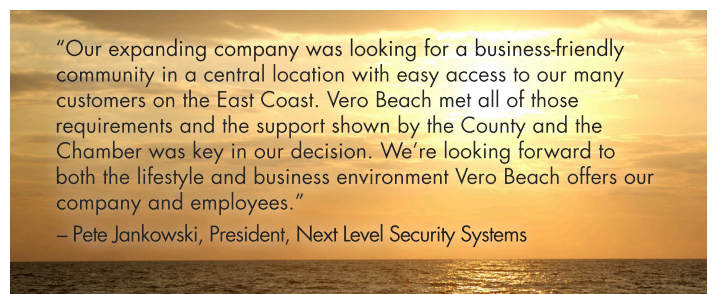 “Our expanding company was looking for a business-friendly
community in a central location with easy access to our many
customers on the East Coast. Vero Beach met all of those
requirements and the support shown by the County and the
Chamber was key in our decision. We’re looking forward to
both the lifestyle and business environment Vero Beach offers our
company and employees.”
– Pete Jankowski, President, Next Level Security Systems